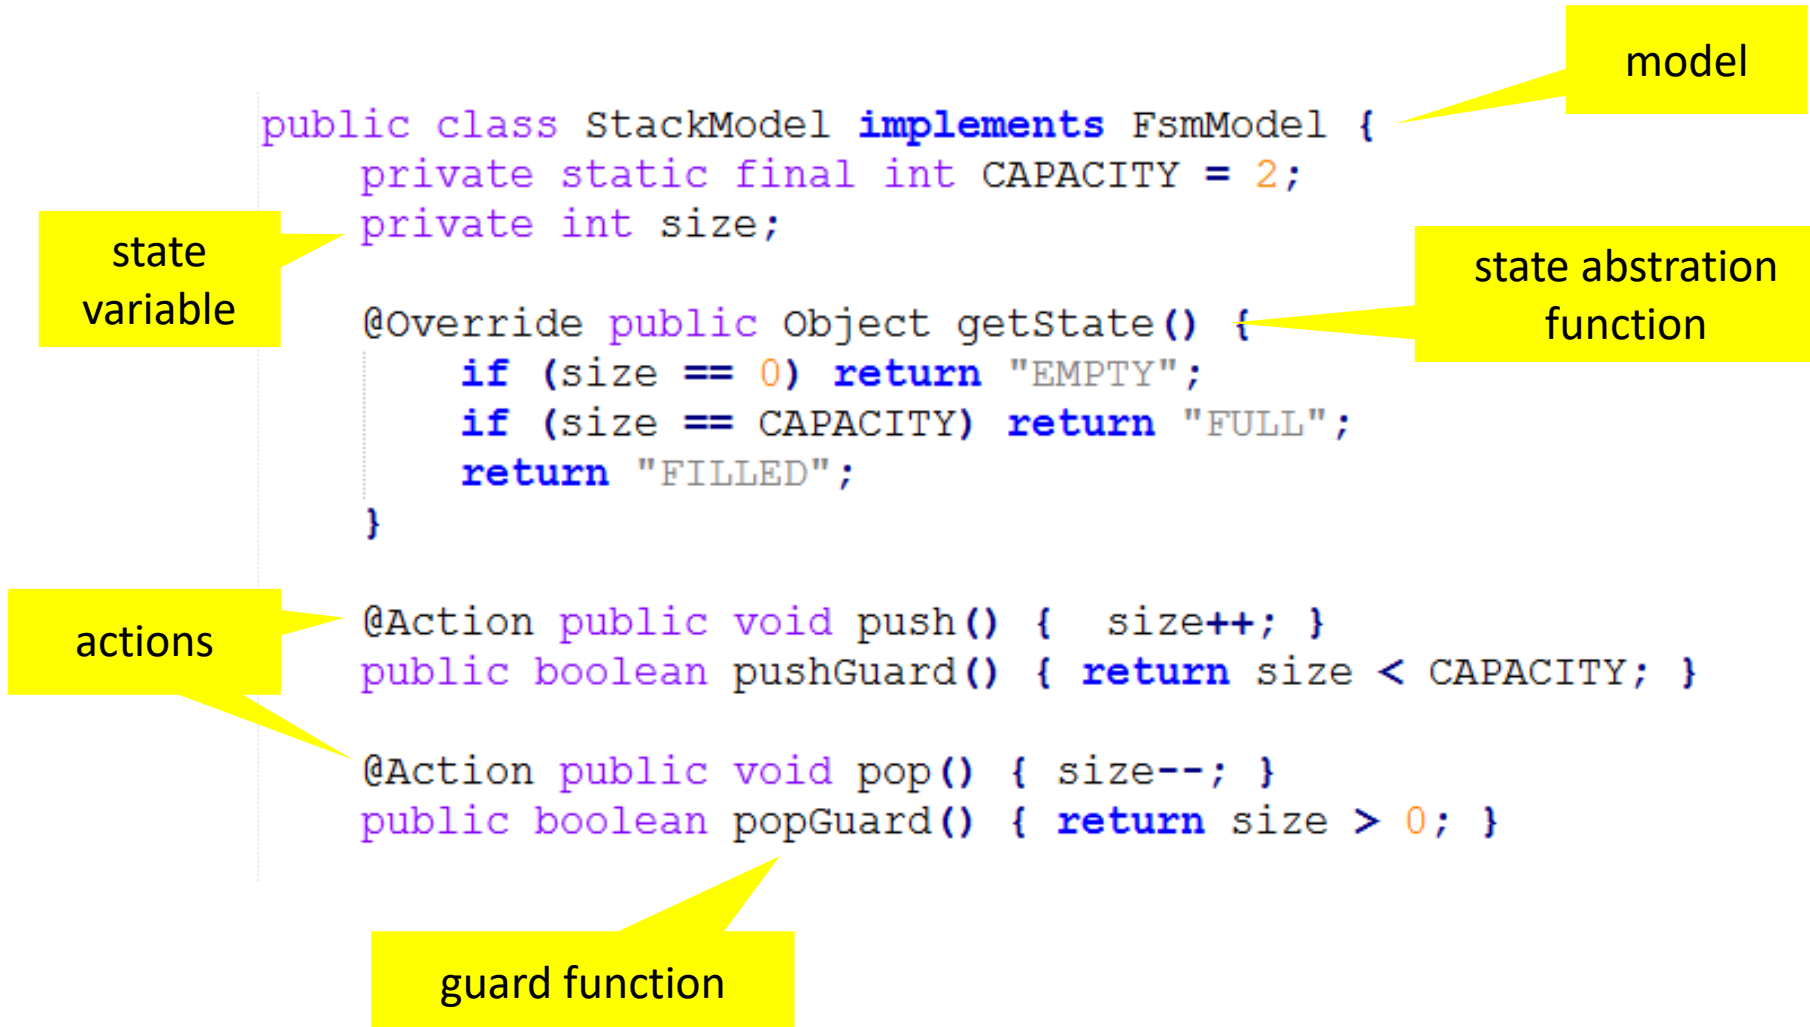 model
public class StackModel implements FsmModel {
private static final int CAPACITY = 2;
private int size;
state
variable
state abstration
function
@Override public Object getState() {
if (size == 0) return "EMPTY";
if (size == CAPACITY) return "FULL";
return "FILLED";
}
actions
@Action public void push() {  size++; }
public boolean pushGuard() { return size < CAPACITY; }
@Action public void pop() { size--; }
public boolean popGuard() { return size > 0; }
guard function